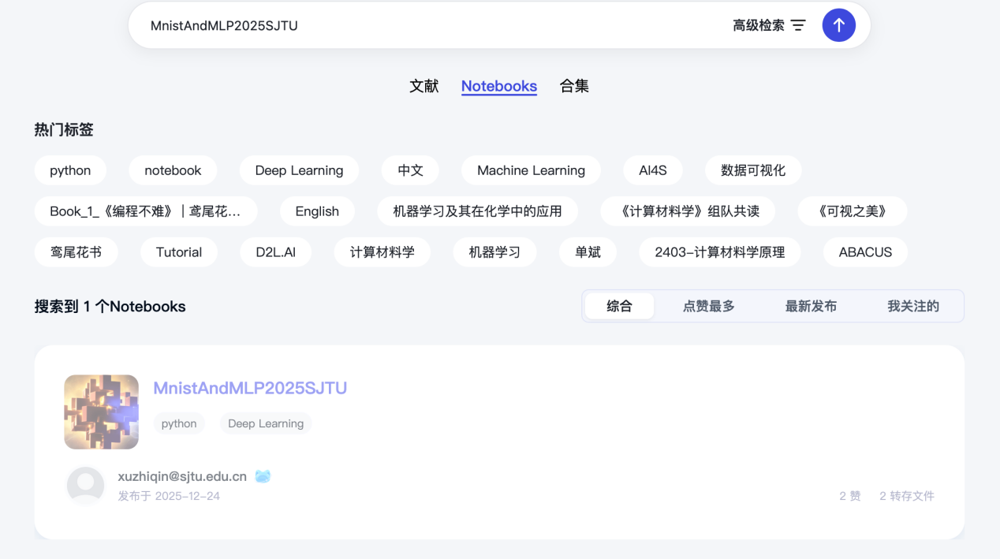 MnistAndMLP2025SJTU 高级检索
文献 Notebooks 合集
热门标签
python notebook Deep Learning 中文 Machine Learning AI4S 数据可视化
Book_1_《编程不难》 | 鸢尾花... English 机器学习及其在化学中的应用 《计算材料学》组队共读 《可视之美》
鸢尾花书 Tutorial D2L.AI 计算材料学 机器学习 单斌 2403-计算材料学原理 ABACUS
搜索到 1 个Notebooks 综合 点赞最多 最新发布 我关注的
MnistAndMLP2025SJTU
python Deep Learning
xuzhiqin@sjtu.edu.cn
发布于 2025-12-24 2 赞 2 转存文件